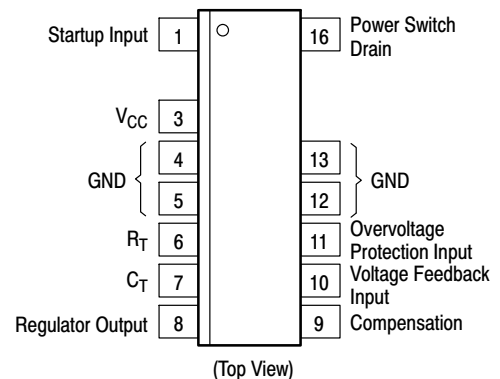 Startup Input 1
16 Power Switch
Drain
VCC 3
4
GND
5
13
GND
12
RT 6
11 Overvoltage
Protection Input
CT 7
10 Voltage Feedback
Input
Regulator Output 8
9 Compensation
(Top View)